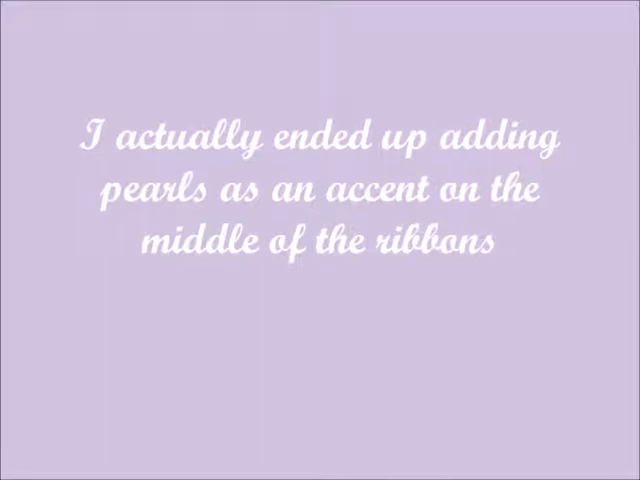 I actually ended up adding
pearls as an accent on the
middle of the ribbons